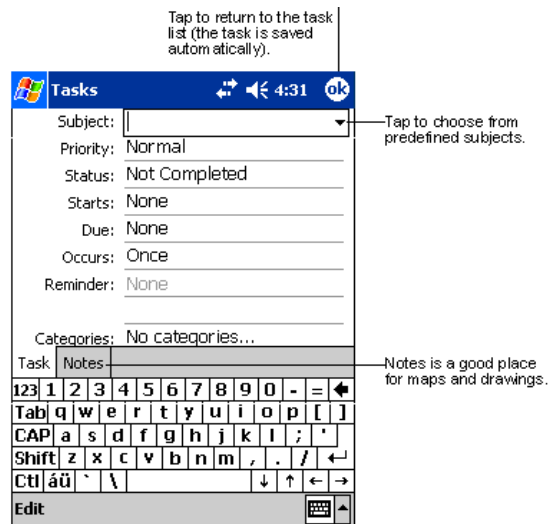 Tap to return to the task
list (the task is saved
automatically).
Tasks 4:31 ok
Subject:
Tap to choose from
predefined subjects.
Priority: Normal
Status: Not Completed
Starts: None
Due: None
Occurs: Once
Reminder: None
Categories: No categories...
Task Notes
Notes is a good place
for maps and drawings.
123 1 2 3 4 5 6 7 8 9 0 - = 🡄
Tab q w e r t y u i o p [ ]
CAP a s d f g h j k l ; '
Shift z x c v b n m , . / ↵
Ctl áü ` \ ↓ ↑ ← →
Edit